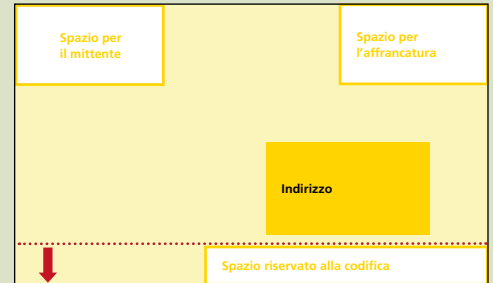 Spazio per
il mittente
Spazio per
l'affrancatura
Indirizzo
Spazio riservato alla codifica